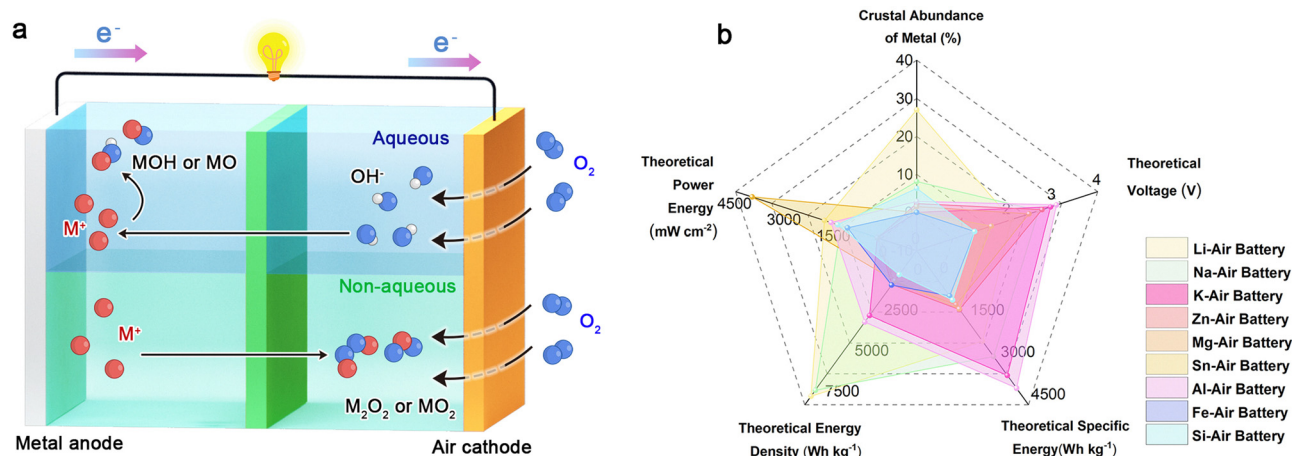 a
e⁻
e⁻
Aqueous
MOH or MO
OH⁻
O₂
M⁺
Non-aqueous
M⁺
O₂
M₂O₂ or MO₂
Metal anode
Air cathode
b
Crustal Abundance
of Metal (%)
40
30
20
10
0
Theoretical
Voltage (V)
4
3
2
Theoretical Specific
Energy(Wh kg⁻¹)
1500
3000
4500
Theoretical Energy
Density (Wh kg⁻¹)
2500
5000
7500
Theoretical
Power
Energy
(mW cm⁻²)
4500
3000
1500
Li-Air Battery
Na-Air Battery
K-Air Battery
Zn-Air Battery
Mg-Air Battery
Sn-Air Battery
Al-Air Battery
Fe-Air Battery
Si-Air Battery